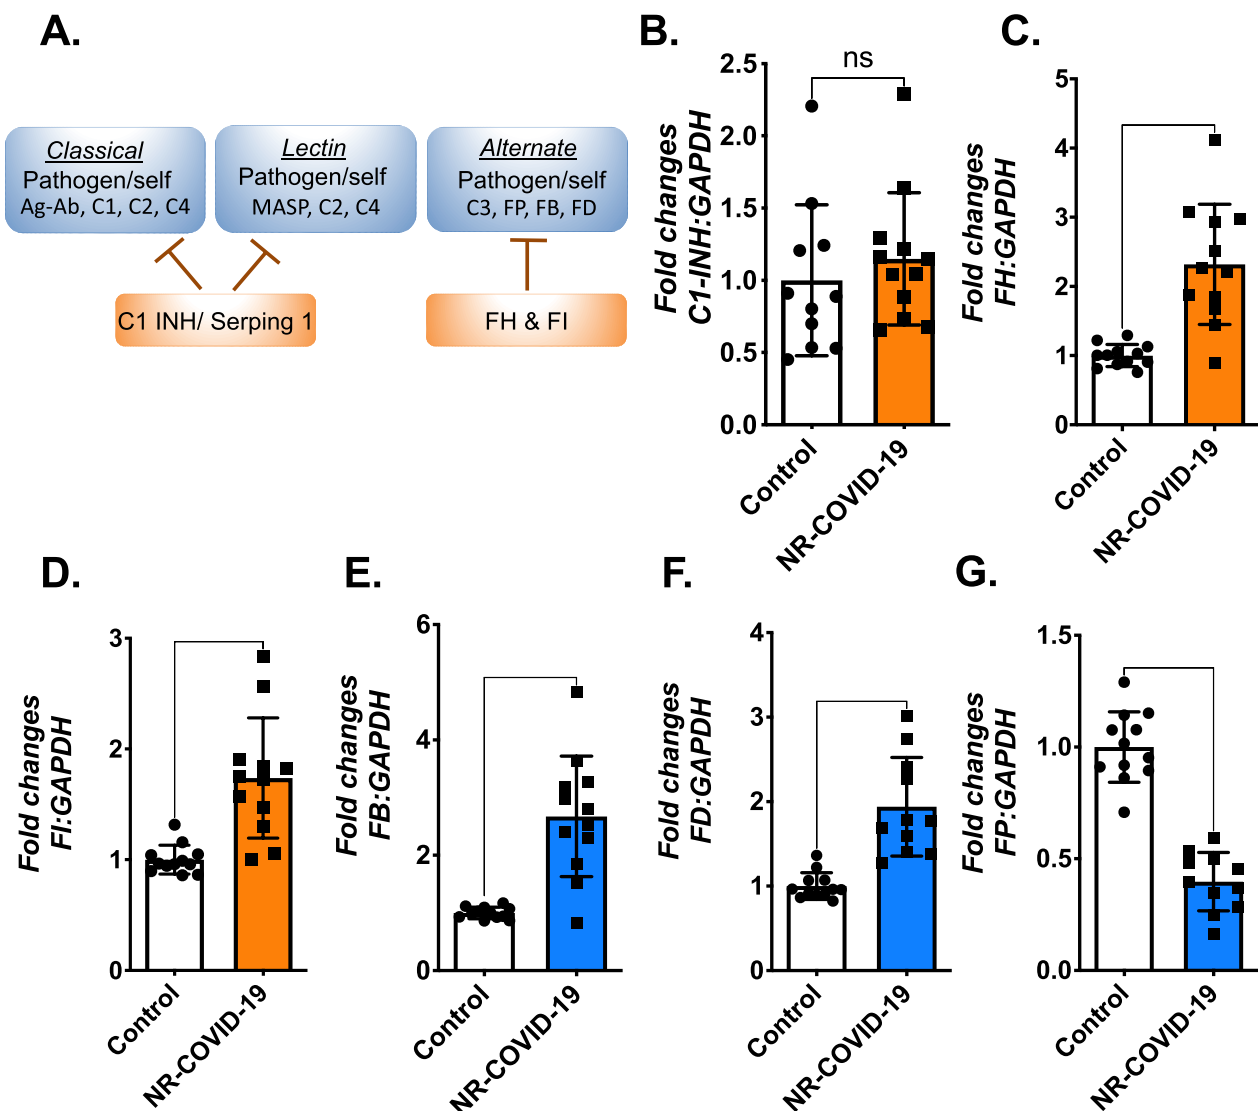 A.
Classical
Pathogen/self
Ag-Ab, C1, C2, C4
Lectin
Pathogen/self
MASP, C2, C4
Alternate
Pathogen/self
C3, FP, FB, FD
C1 INH/ Serping 1
FH & FI
B.
Fold changes
C1-INH:GAPDH
2.5
2.0
1.5
1.0
0.5
0.0
ns
Control
NR-COVID-19
C.
Fold changes
FH:GAPDH
5
4
3
2
1
0
Control
NR-COVID-19
D.
Fold changes
FI:GAPDH
3
2
1
0
Control
NR-COVID-19
E.
Fold changes
FB:GAPDH
6
4
2
0
Control
NR-COVID-19
F.
Fold changes
FD:GAPDH
4
3
2
1
0
Control
NR-COVID-19
G.
Fold changes
FP:GAPDH
1.5
1.0
0.5
0.0
Control
NR-COVID-19